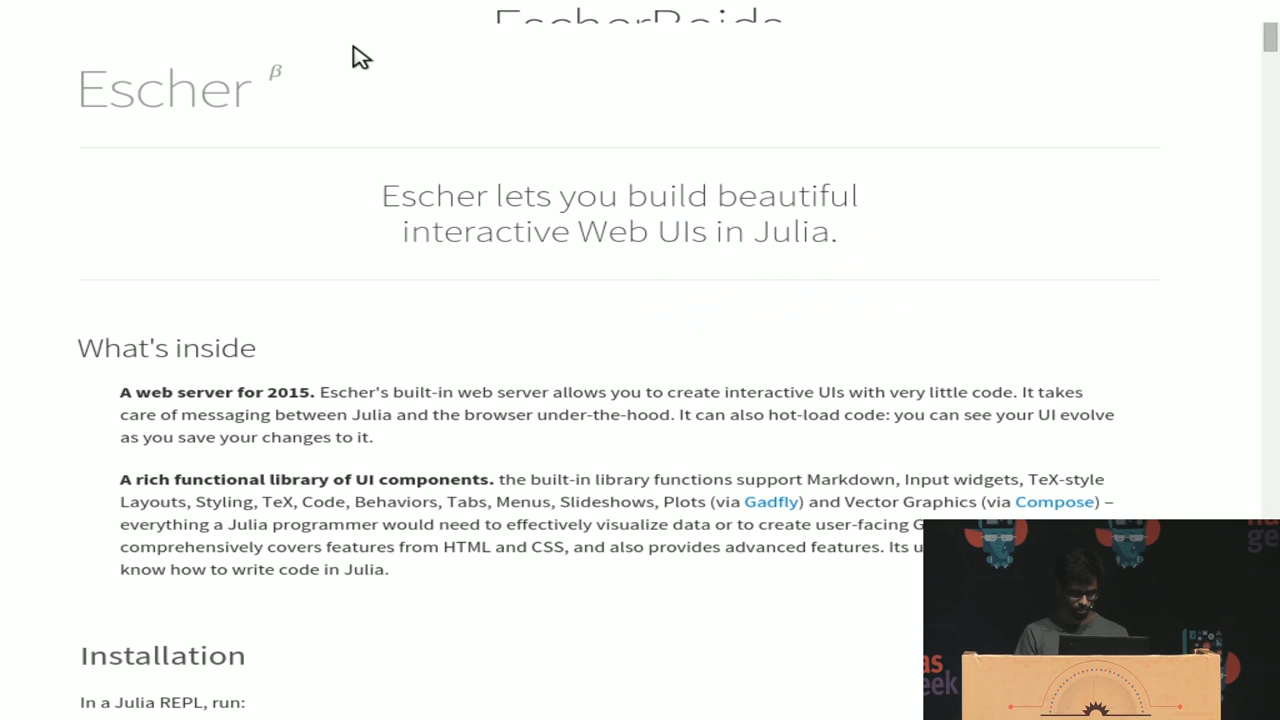 EscherBoids
Escher β
Escher lets you build beautiful
interactive Web UIs in Julia.
What's inside
A web server for 2015. Escher's built-in web server allows you to create interactive UIs with very little code. It takes
care of messaging between Julia and the browser under-the-hood. It can also hot-load code: you can see your UI evolve
as you save your changes to it.
A rich functional library of UI components. the built-in library functions support Markdown, Input widgets, TeX-style
Layouts, Styling, TeX, Code, Behaviors, Tabs, Menus, Slideshows, Plots (via Gadfly) and Vector Graphics (via Compose) –
everything a Julia programmer would need to effectively visualize data or to create user-facing G
comprehensively covers features from HTML and CSS, and also provides advanced features. Its u
know how to write code in Julia.
Installation
In a Julia REPL, run:
as
eek